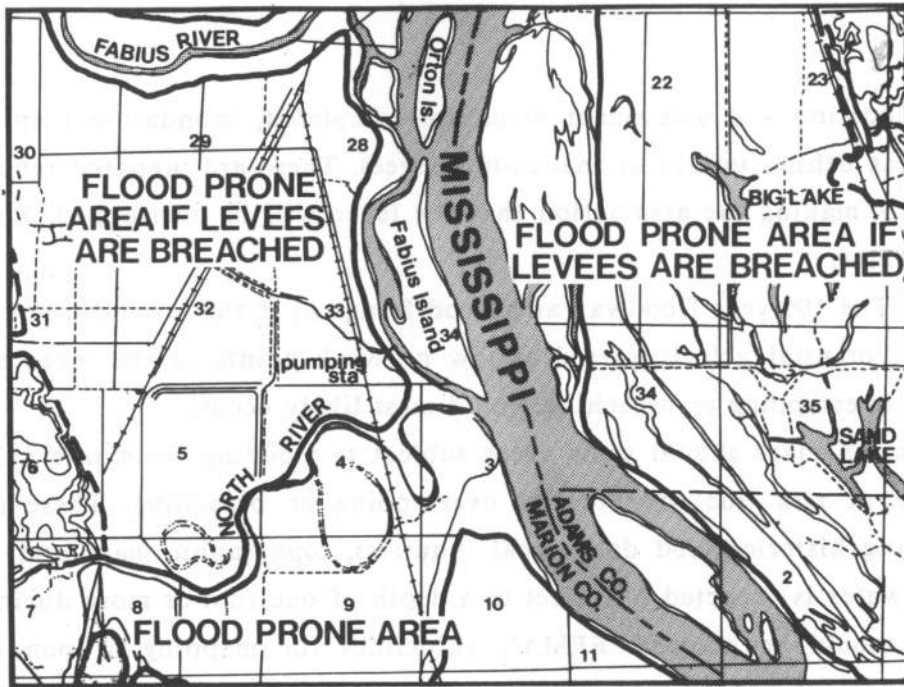 FABIUS RIVER
Orton Is.
22
23
30
29
28
MISSISSIPPI
FLOOD PRONE
AREA IF LEVEES
ARE BREACHED
BIG LAKE
FLOOD PRONE AREA IF
LEVEES ARE BREACHED
Fabius Island
31
32
33
34
pumping
sta
34
35
SAND
LAKE
6
5
NORTH RIVER
4
3
ADAMS CO.
MARION CO.
2
7
8
9
10
11
FLOOD PRONE AREA